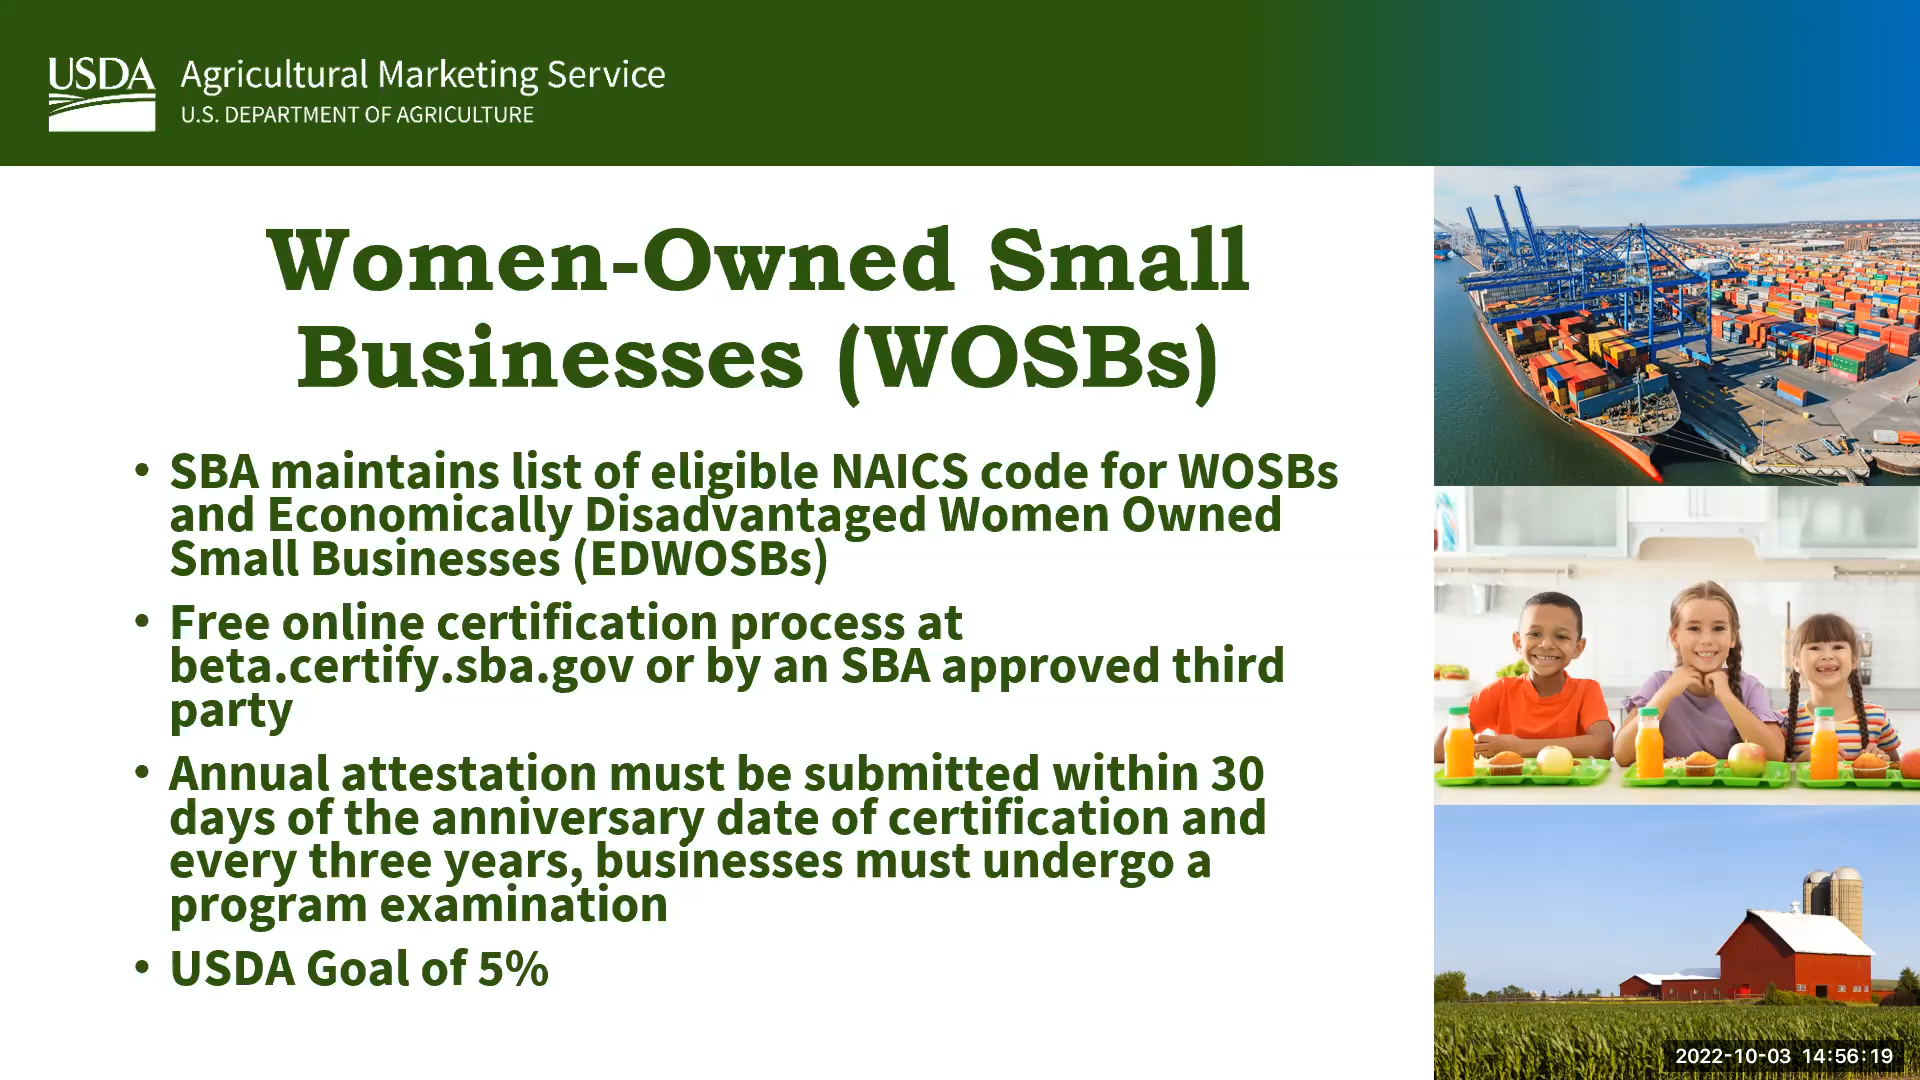 USDA
Agricultural Marketing Service
U.S. DEPARTMENT OF AGRICULTURE
Women-Owned Small
Businesses (WOSBs)
• SBA maintains list of eligible NAICS code for WOSBs
and Economically Disadvantaged Women Owned
Small Businesses (EDWOSBs)
• Free online certification process at
beta.certify.sba.gov or by an SBA approved third
party
• Annual attestation must be submitted within 30
days of the anniversary date of certification and
every three years, businesses must undergo a
program examination
• USDA Goal of 5%
2022-10-03 14:56:19